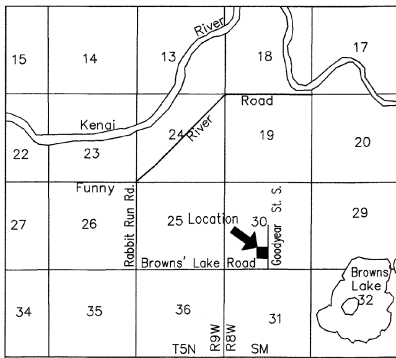 River
15 14 13 18 17
Kenai River Road
22 23 24 19 20
Funny
Rabbit Run Rd.
Goodyear St. S.
27 26 25 Location 30 29
Browns' Lake Road
Browns
Lake
32
34 35 36 31
T5N R9W R8W SM